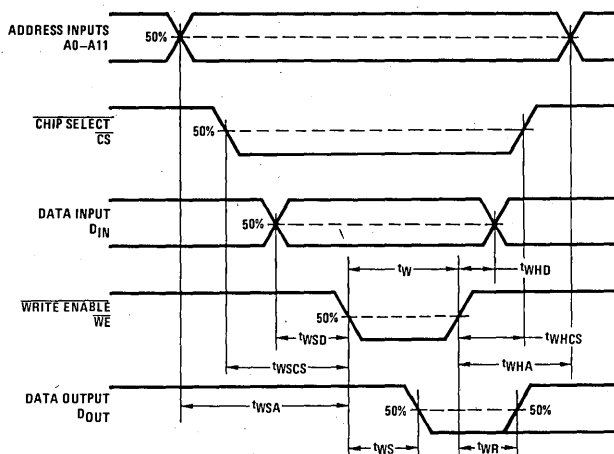 ADDRESS INPUTS
A0–A11
50%
CHIP SELECT
CS
50%
DATA INPUT
DIN
50%
tW
tWHD
WRITE ENABLE
WE
50%
tWSD
tWHCS
tWSCS
tWHA
DATA OUTPUT
DOUT
tWSA
50%
50%
tWS
tWR